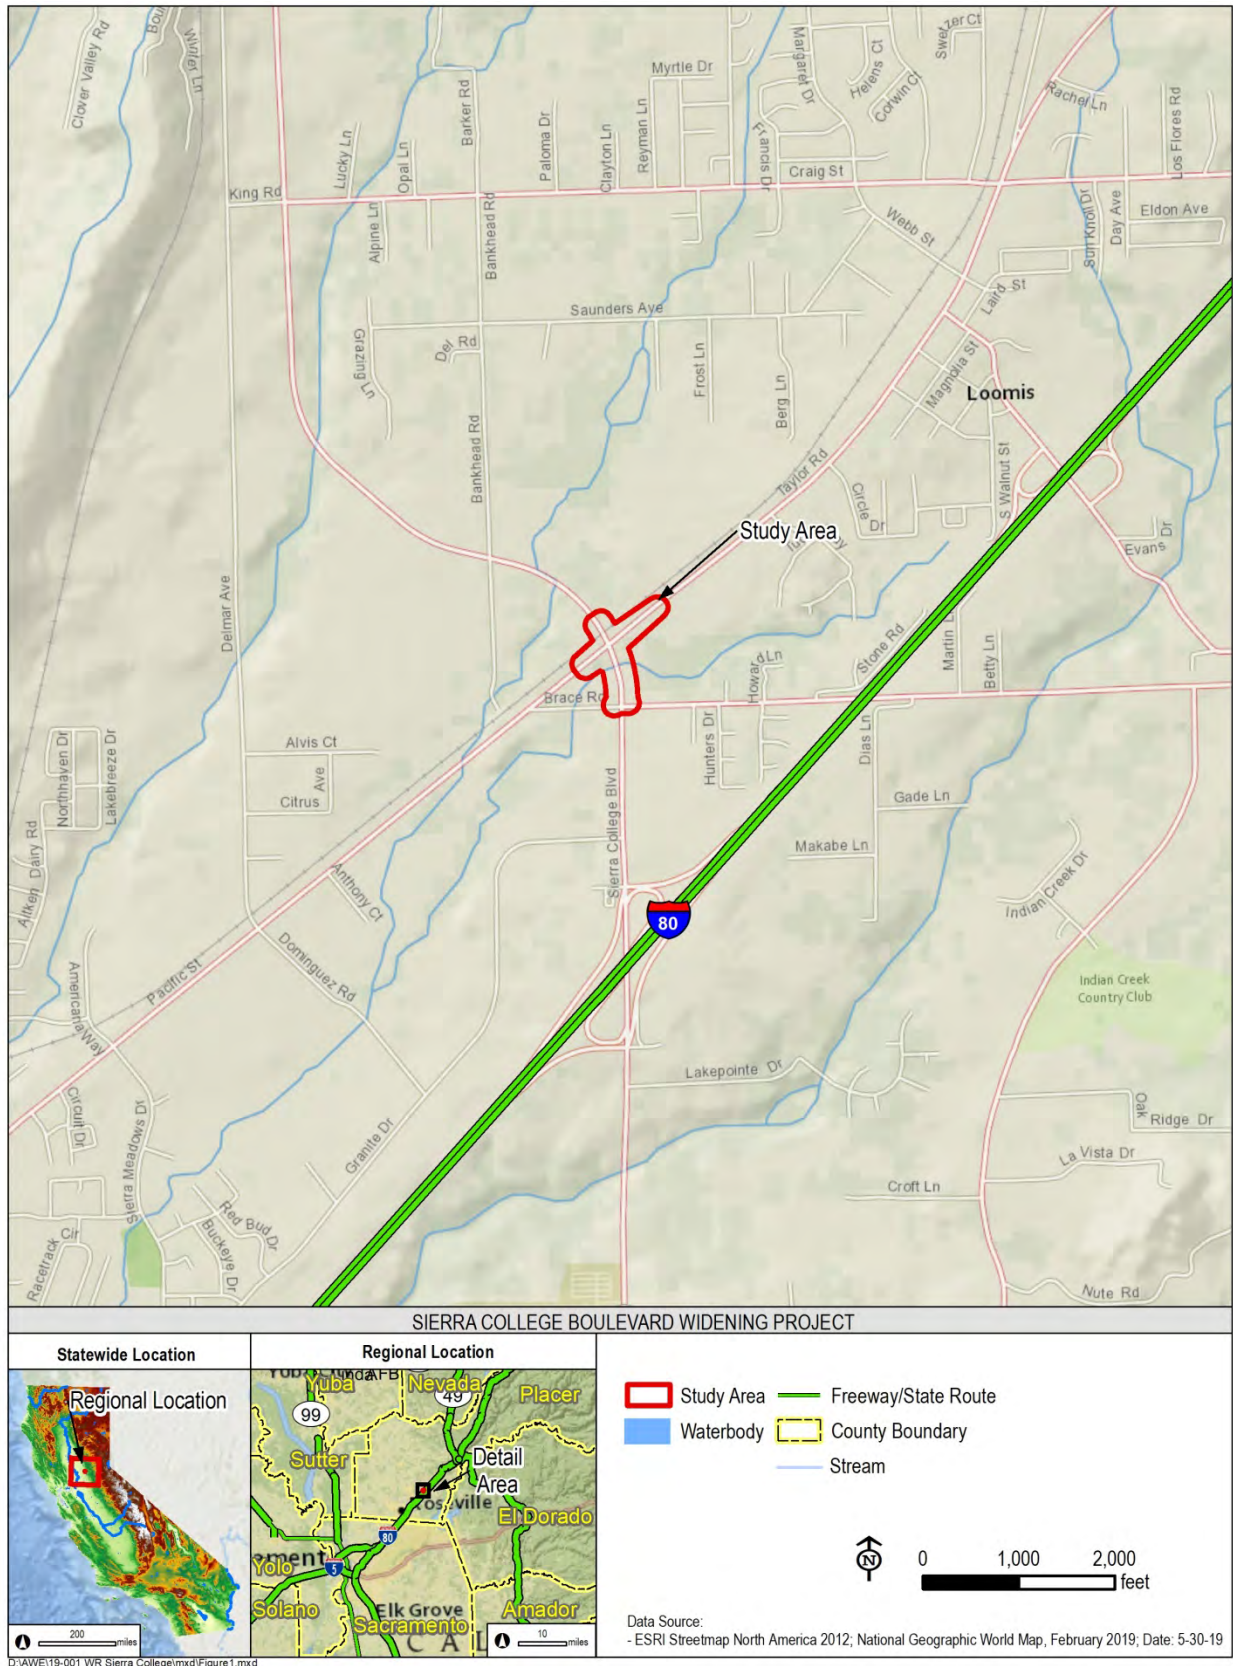 Clover Valley Rd
Winter Ln
Barker Rd
Myrtle Dr
Margaret Dr
Helens Ct
Corwin Ct
Rachel Ln
Los Flores Rd
Lucky Ln
Opal Ln
Paloma Dr
Clayton Ln
Reyman Ln
Francis Dr
Craig St
King Rd
Alpine Ln
Bankhead Rd
Webb St
Sun Knoll Dr
Day Ave
Eldon Ave
Laird St
Saunders Ave
Grazing Ln
Del Rd
Frost Ln
Berg Ln
Magnolia St
Loomis
Bankhead Rd
Taylor Rd
Circle Dr
S Walnut St
Study Area
Evans Dr
Delmar Ave
Stone Rd
Martin L
Betty Ln
Howard Ln
Brace Rd
Hunters Dr
Dias Ln
Northhaven Dr
Lakebreeze Dr
Alvis Ct
Citrus Ave
Sierra College Blvd
Gade Ln
Makabe Ln
Aitken Dairy Rd
Anthony Ct
Indian Creek Dr
80
Dominguez Rd
Pacific St
Americana Way
Indian Creek
Country Club
Lakepointe Dr
Circuit Dr
Sierra Meadows Dr
Granite Dr
Oak Ridge Dr
La Vista Dr
Croft Ln
Red Bud Dr
Buckeye Dr
Racetrack Cir
Nute Rd
SIERRA COLLEGE BOULEVARD WIDENING PROJECT
Statewide Location
Regional Location
200
miles
Regional Location
Yuba
Nevada
Placer
99
49
Sutter
Detail
Area
El Dorado
80
5
Yolo
Solano
Elk Grove
Sacramento
Amador
C A L
10
miles
Study Area
Freeway/State Route
Waterbody
County Boundary
Stream
N
0 1,000 2,000
feet
Data Source:
- ESRI Streetmap North America 2012; National Geographic World Map, February 2019; Date: 5-30-19
D:\AWE\19-001 WR Sierra College\mxd\Figure1.mxd